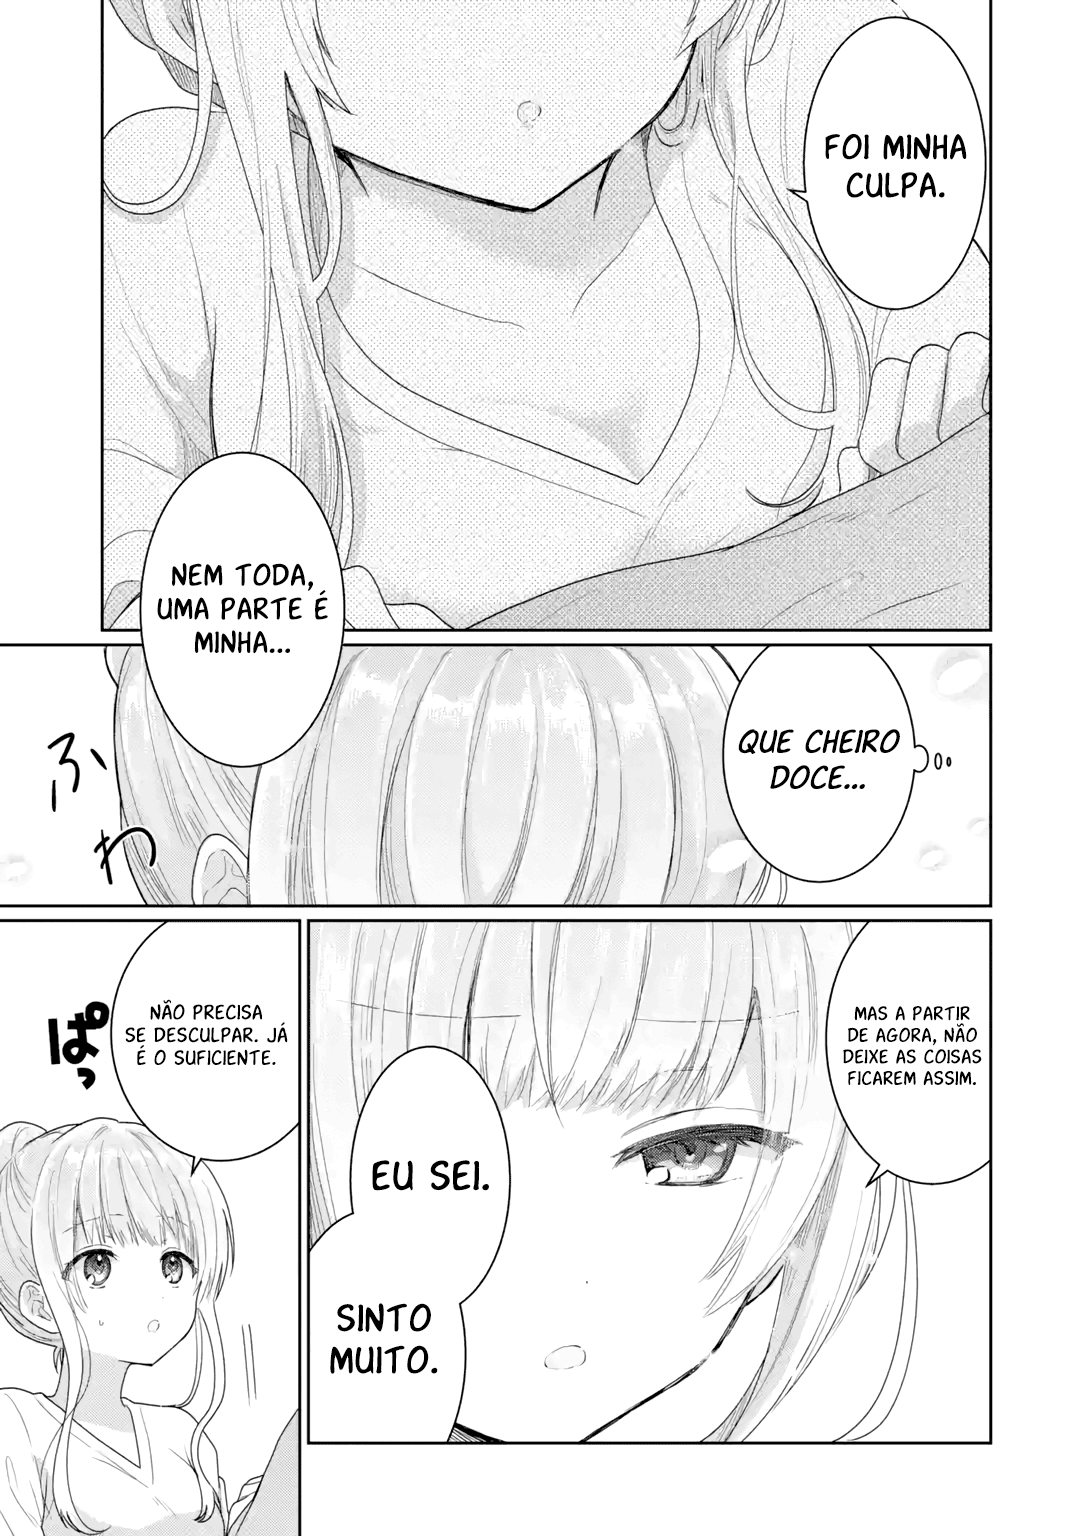 FOI MINHA
CULPA.
NEM TODA,
UMA PARTE É
MINHA...
QUE CHEIRO
DOCE...
ふわ
MAS A PARTIR
DE AGORA, NÃO
DEIXE AS COISAS
FICAREM ASSIM.
EU SEI.
SINTO
MUITO.
NÃO PRECISA
SE DESCULPAR. JÁ
É O SUFICIENTE.
ぱっ